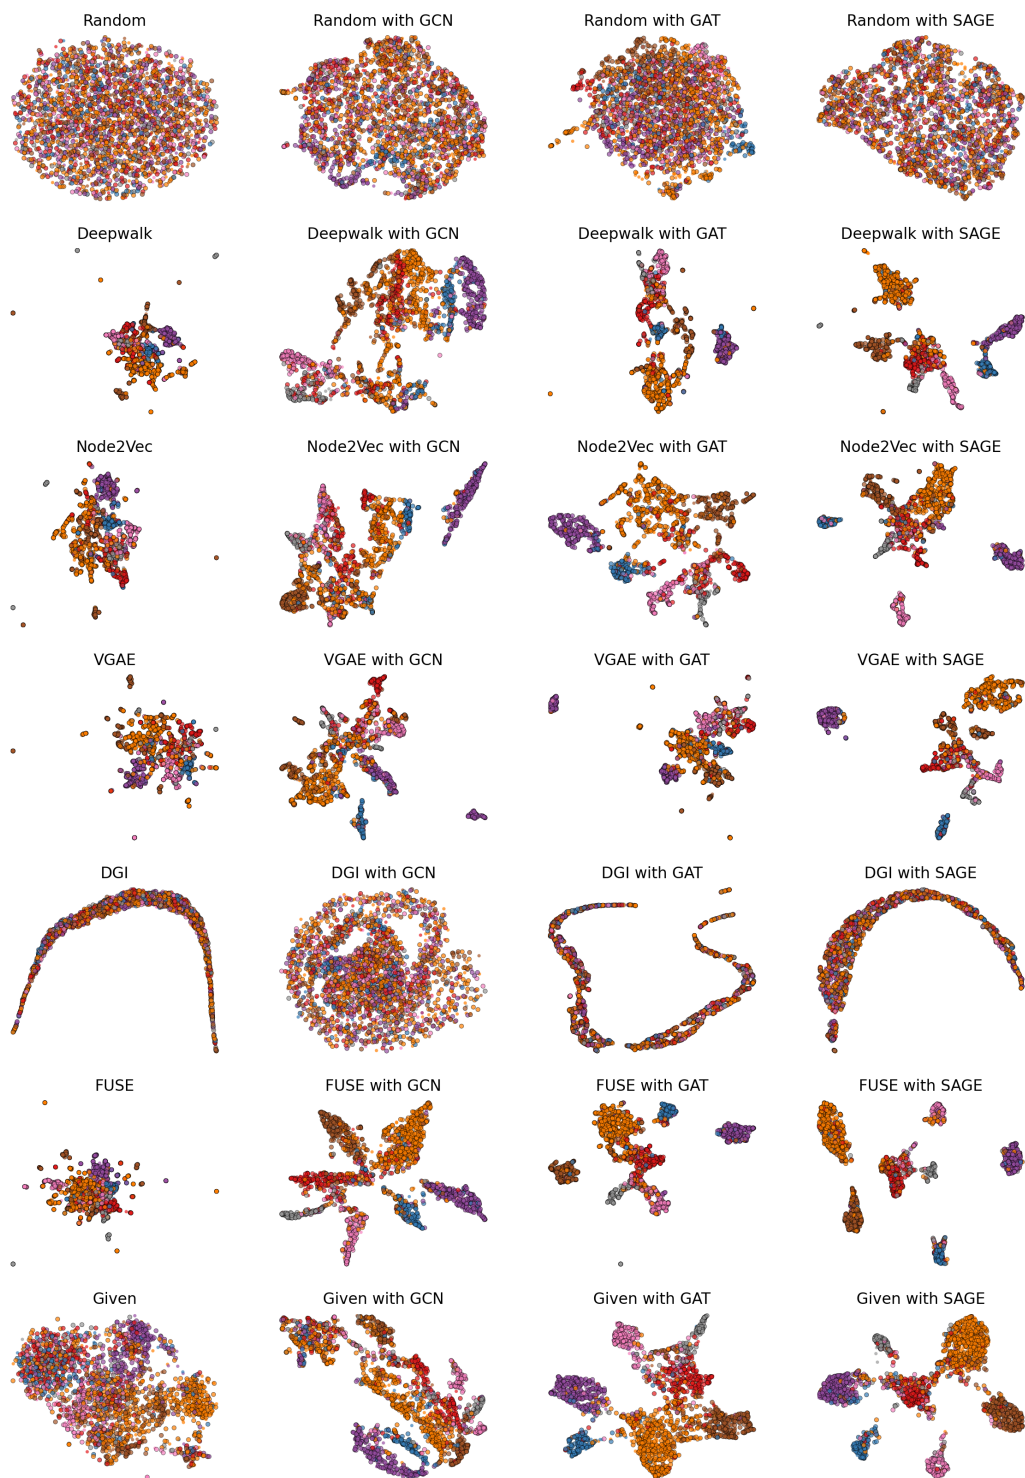 Random
Random with GCN
Random with GAT
Random with SAGE
Deepwalk
Deepwalk with GCN
Deepwalk with GAT
Deepwalk with SAGE
Node2Vec
Node2Vec with GCN
Node2Vec with GAT
Node2Vec with SAGE
VGAE
VGAE with GCN
VGAE with GAT
VGAE with SAGE
DGI
DGI with GCN
DGI with GAT
DGI with SAGE
FUSE
FUSE with GCN
FUSE with GAT
FUSE with SAGE
Given
Given with GCN
Given with GAT
Given with SAGE